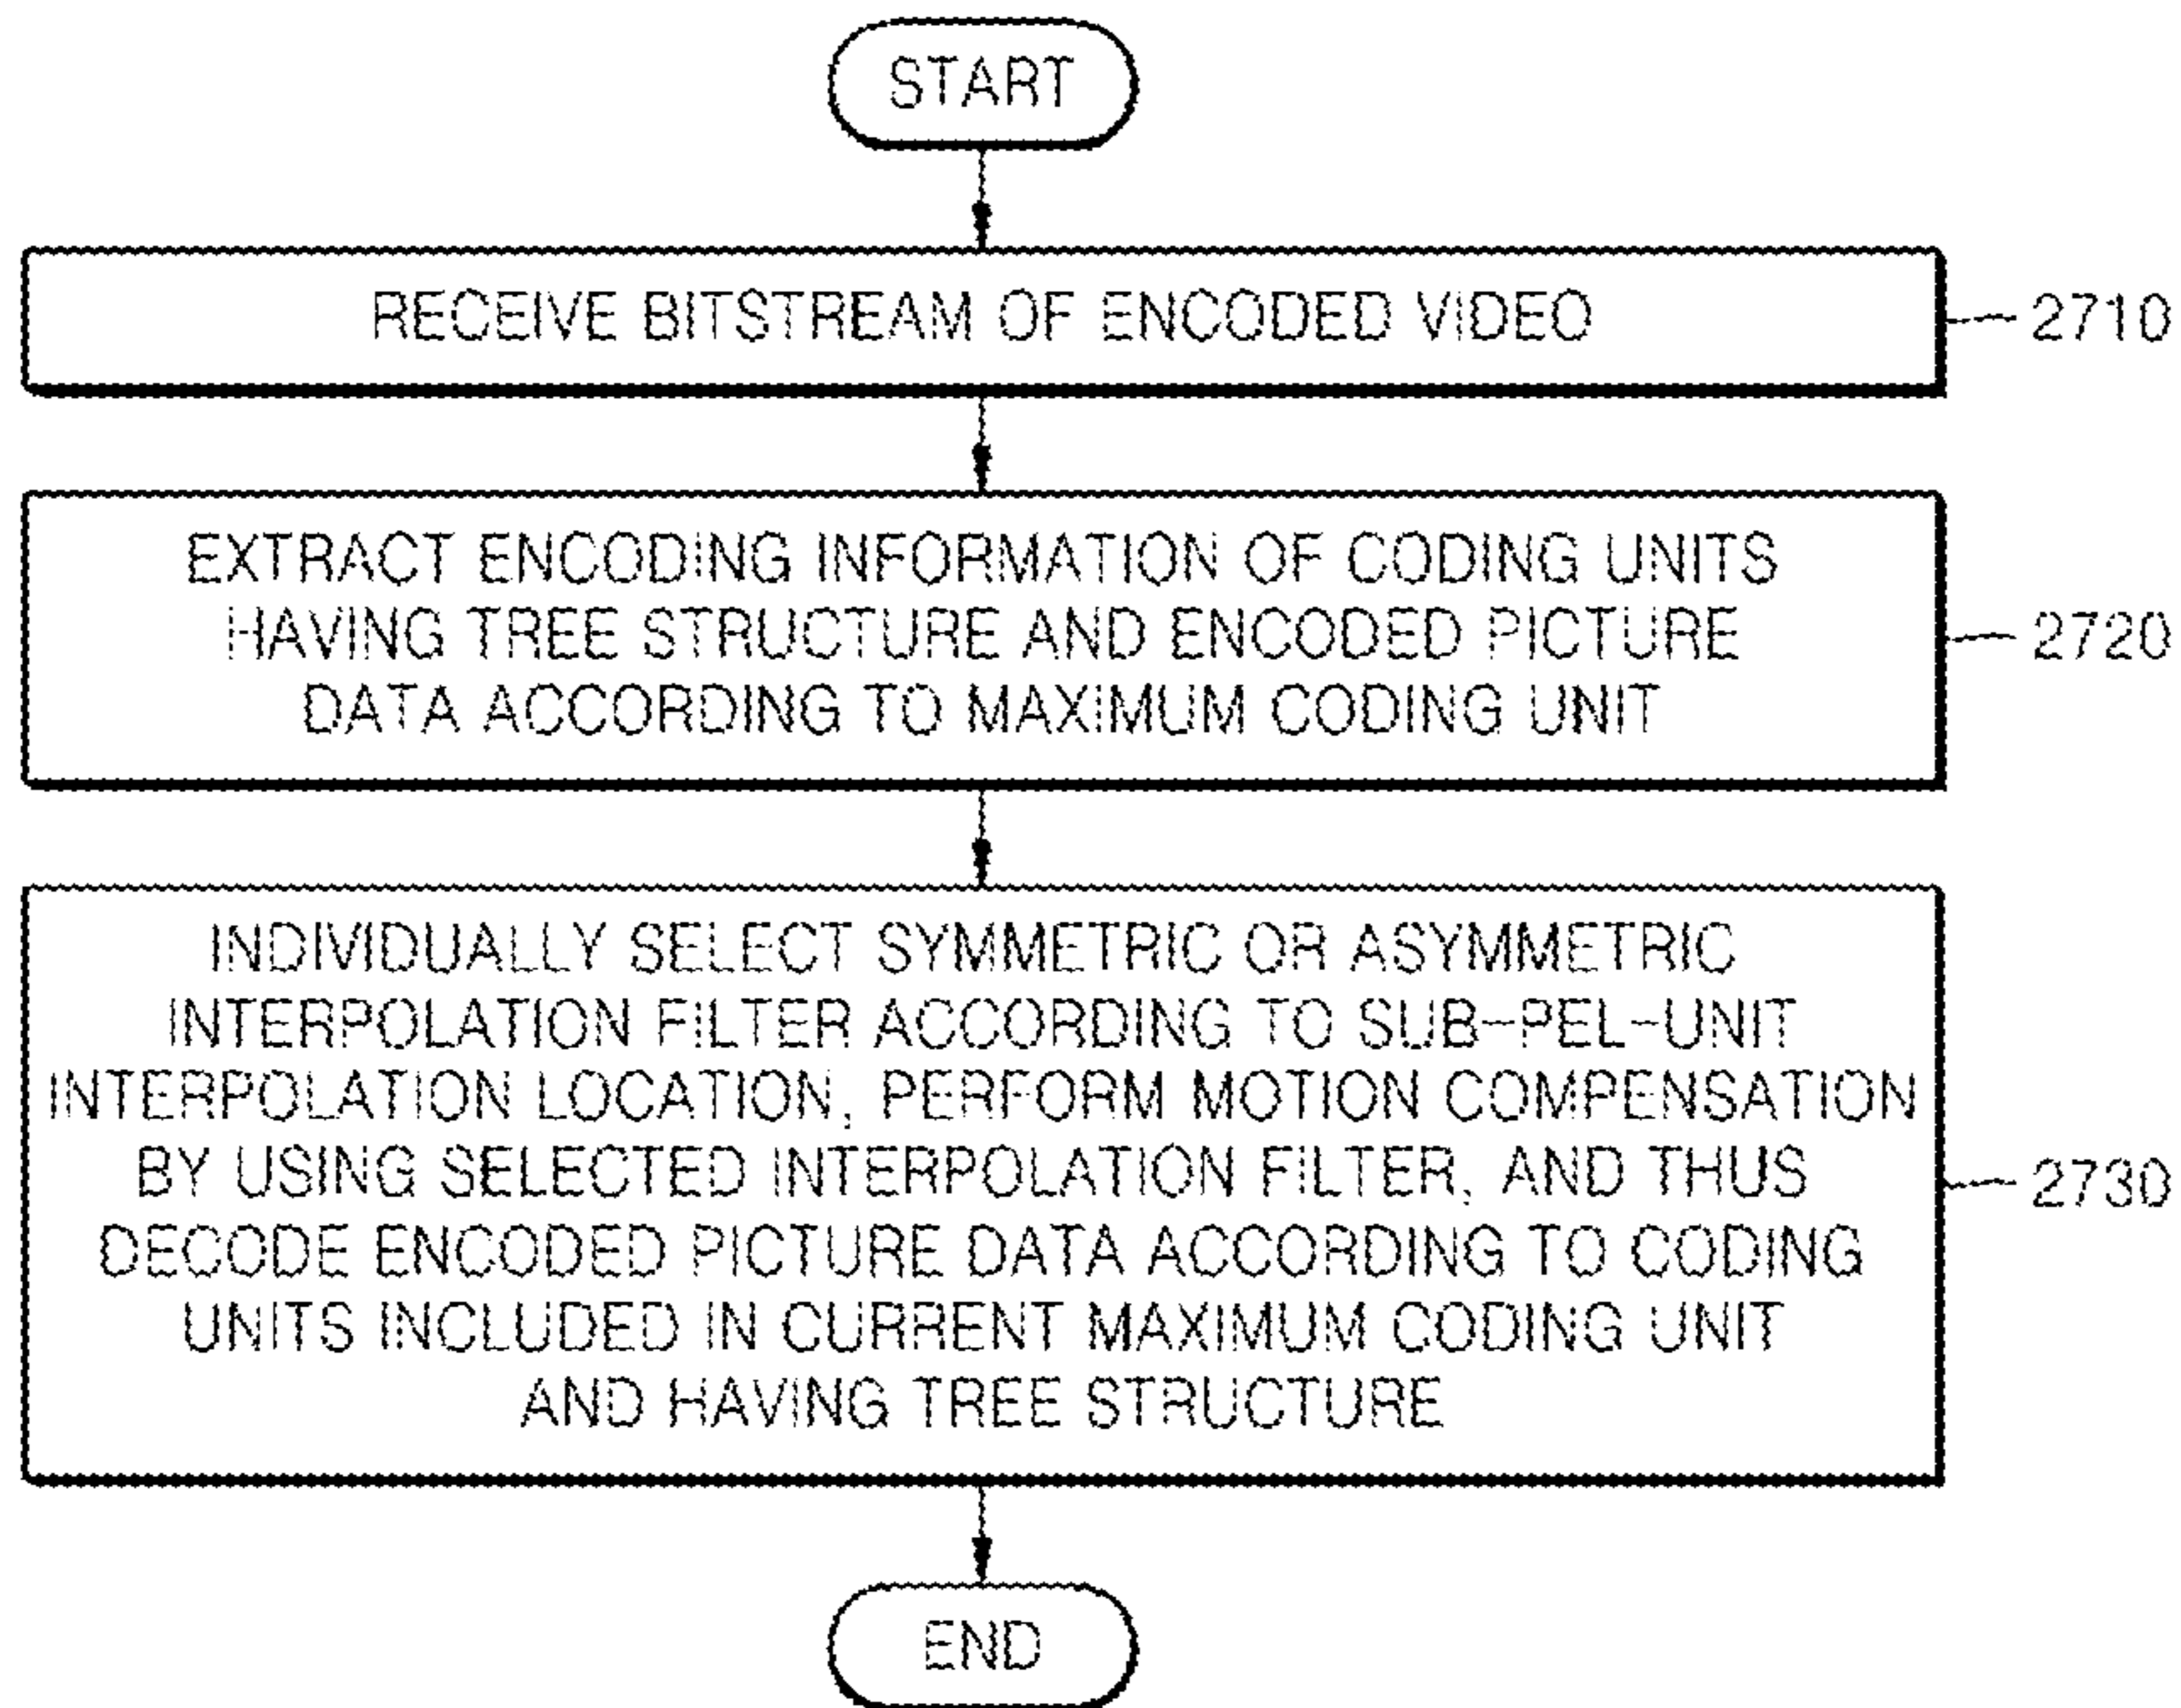 START
RECEIVE BITSTREAM OF ENCODED VIDEO
2710
EXTRACT ENCODING INFORMATION OF CODING UNITS
HAVING TREE STRUCTURE AND ENCODED PICTURE
DATA ACCORDING TO MAXIMUM CODING UNIT
2720
INDIVIDUALLY SELECT SYMMETRIC OR ASYMMETRIC
INTERPOLATION FILTER ACCORDING TO SUB-PEL-UNIT
INTERPOLATION LOCATION, PERFORM MOTION COMPENSATION
BY USING SELECTED INTERPOLATION FILTER, AND THUS
DECODE ENCODED PICTURE DATA ACCORDING TO CODING
UNITS INCLUDED IN CURRENT MAXIMUM CODING UNIT
AND HAVING TREE STRUCTURE
2730
END